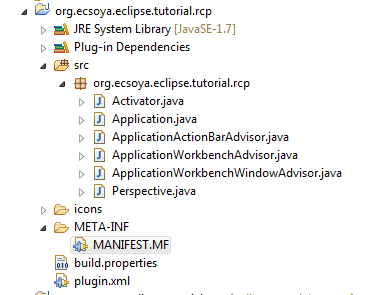 org.ecsoya.eclipse.tutorial.rcp
JRE System Library [JavaSE-1.7]
Plug-in Dependencies
src
org.ecsoya.eclipse.tutorial.rcp
Activator.java
Application.java
ApplicationActionBarAdvisor.java
ApplicationWorkbenchAdvisor.java
ApplicationWorkbenchWindowAdvisor.java
Perspective.java
icons
META-INF
MANIFEST.MF
build.properties
plugin.xml